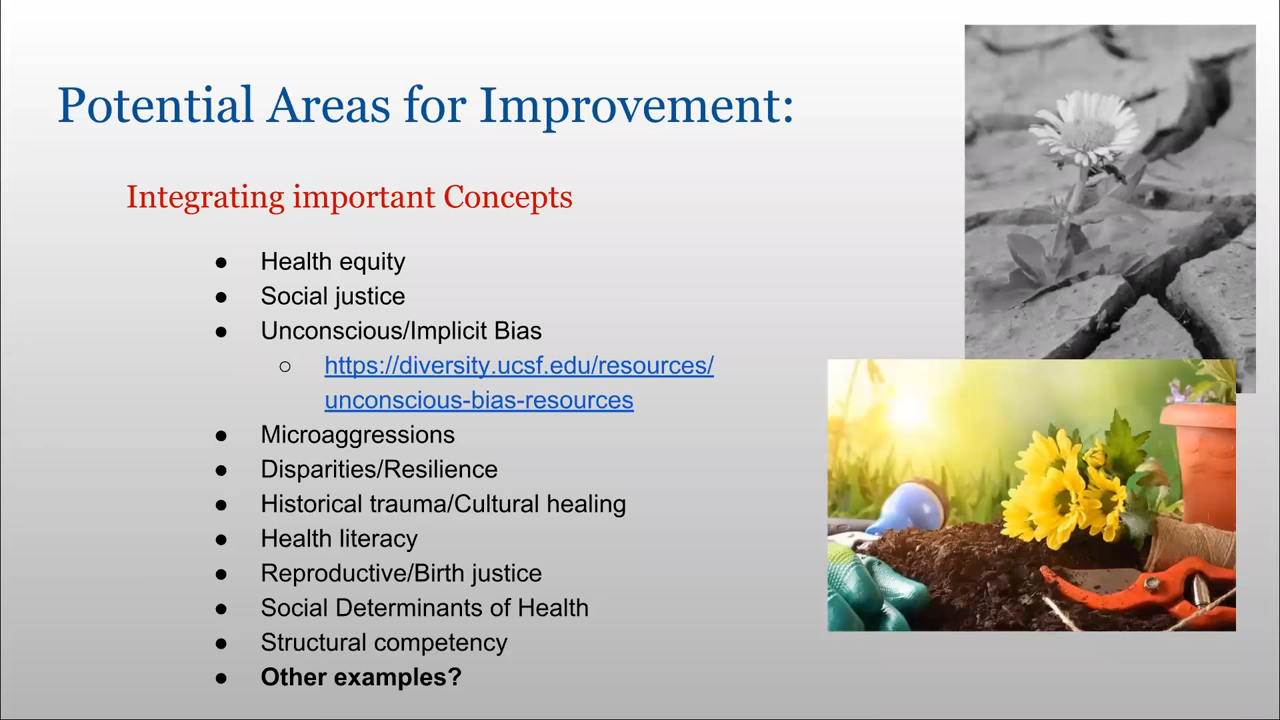 Potential Areas for Improvement:
Integrating important Concepts
● Health equity
● Social justice
● Unconscious/Implicit Bias
○ https://diversity.ucsf.edu/resources/
unconscious-bias-resources
● Microaggressions
● Disparities/Resilience
● Historical trauma/Cultural healing
● Health literacy
● Reproductive/Birth justice
● Social Determinants of Health
● Structural competency
● Other examples?